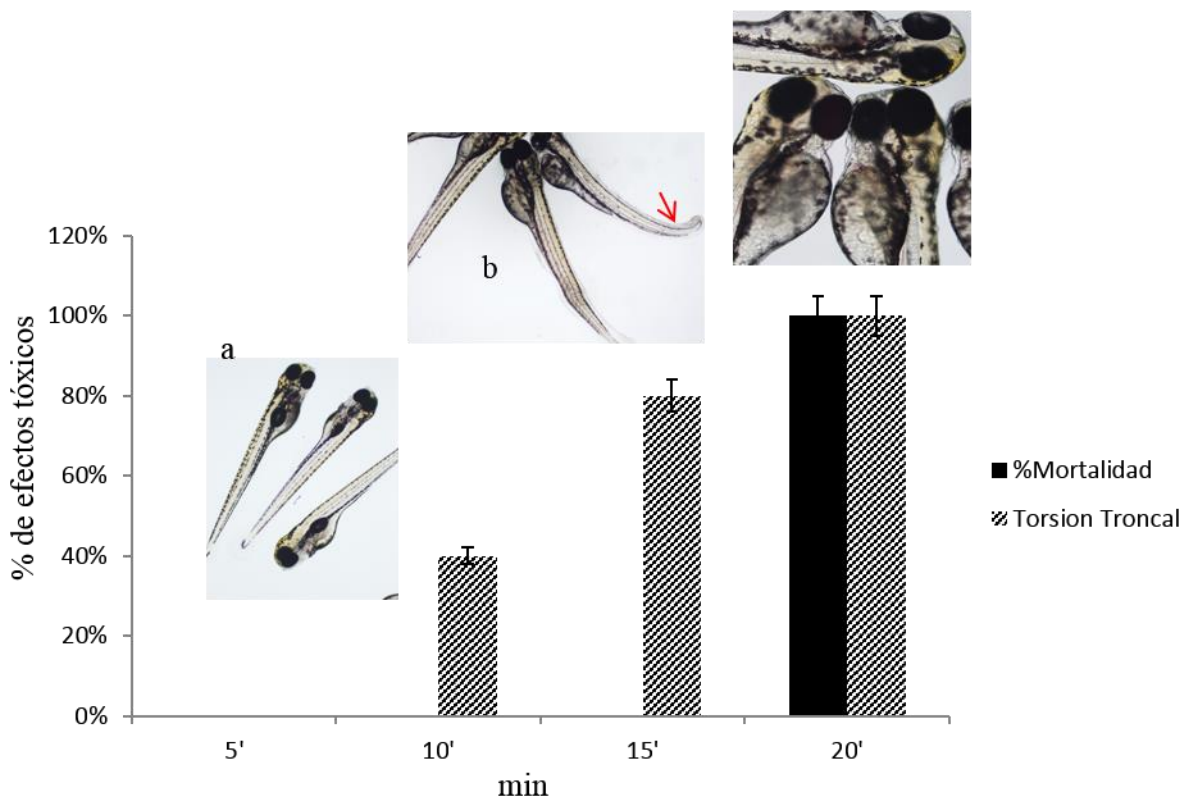 120%
100%
80%
60%
40%
20%
0%
% de efectos tóxicos
a
b
5'
10'
15'
20'
min
%Mortalidad
Torsion Troncal